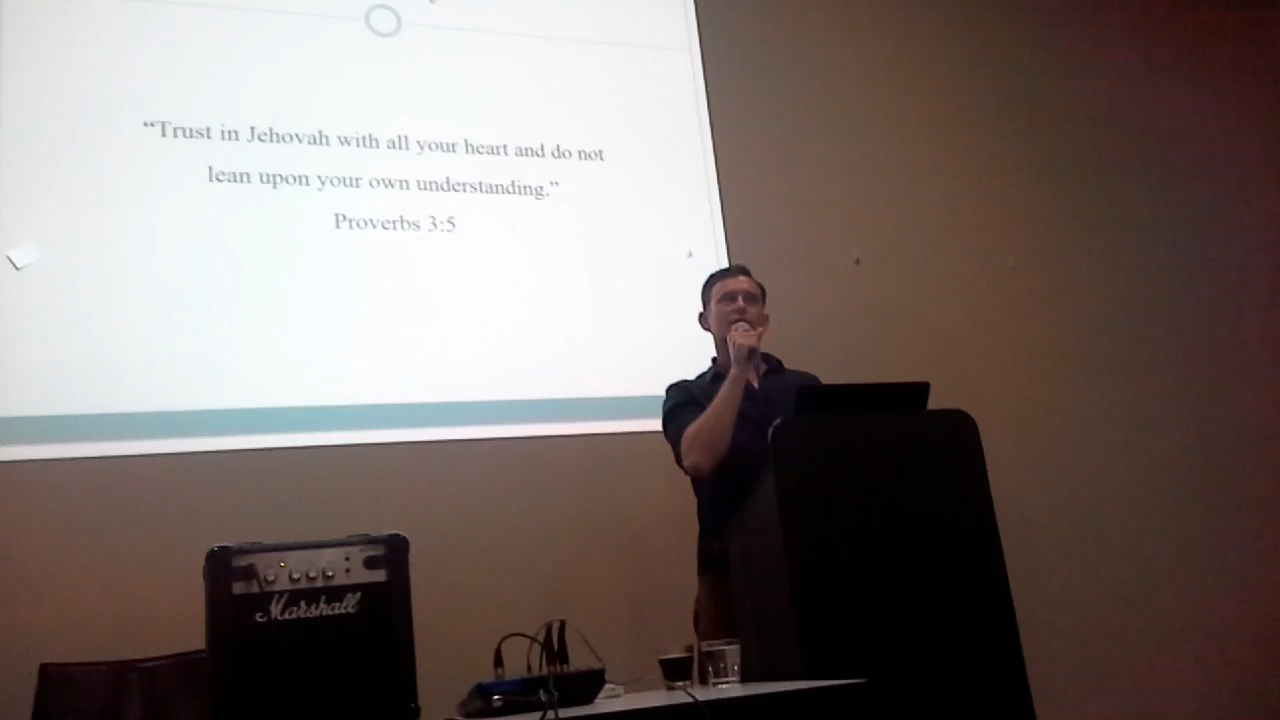 “Trust in Jehovah with all your heart and do not
lean upon your own understanding.”
Proverbs 3:5
Marshall